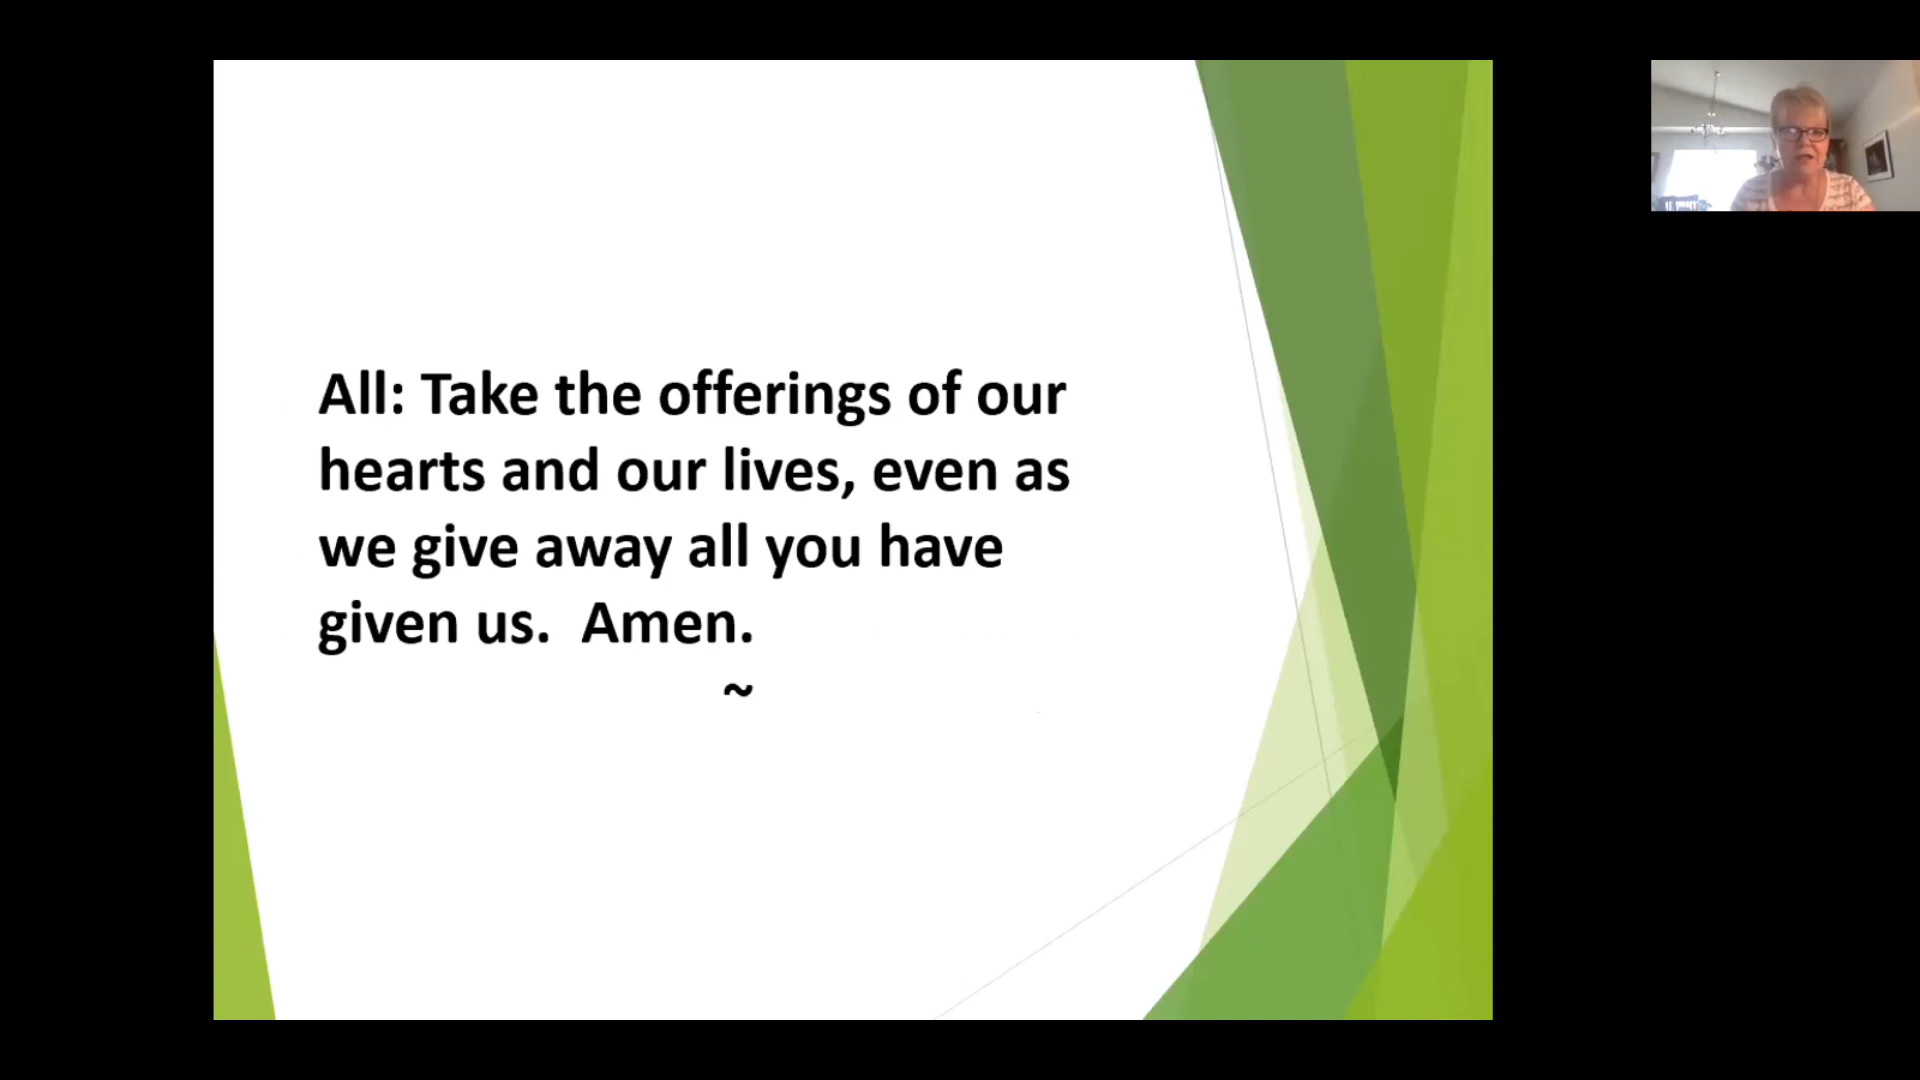 All: Take the offerings of our
hearts and our lives, even as
we give away all you have
given us.  Amen.
~